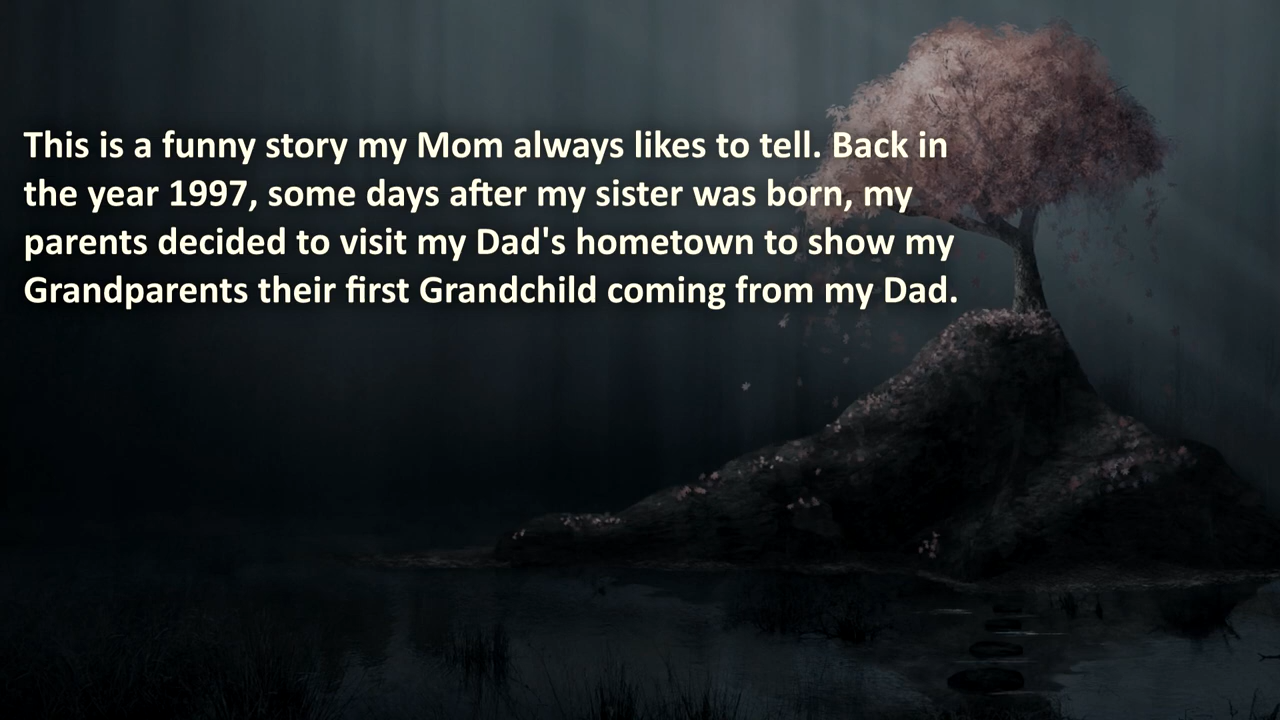 This is a funny story my Mom always likes to tell. Back in
the year 1997, some days after my sister was born, my
parents decided to visit my Dad's hometown to show my
Grandparents their first Grandchild coming from my Dad.